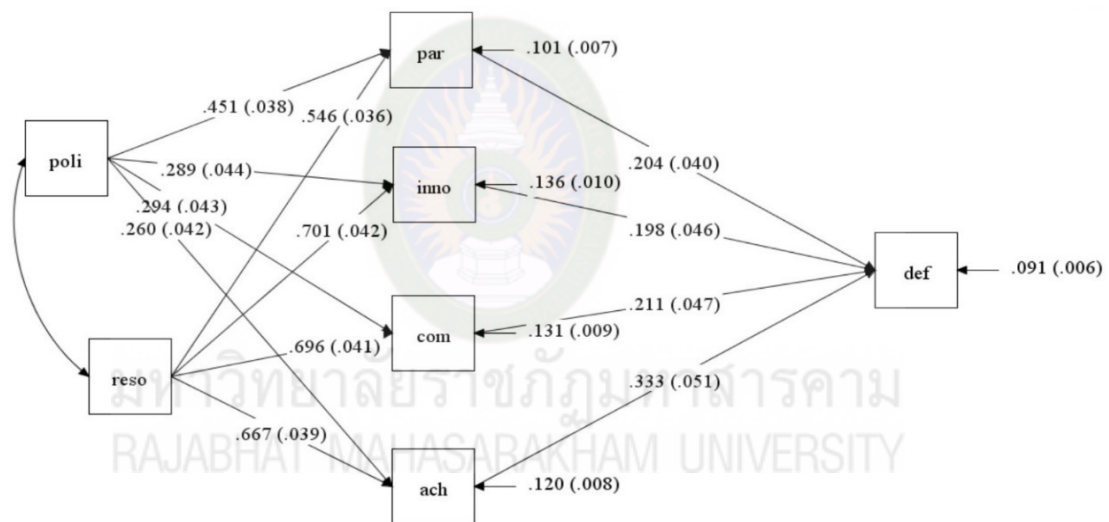 par
.101 (.007)
.451 (.038)
.546 (.036)
poli
.289 (.044)
inno
.136 (.010)
.204 (.040)
.294 (.043)
.260 (.042)
.701 (.042)
.198 (.046)
def
.091 (.006)
.211 (.047)
com
.131 (.009)
.696 (.041)
reso
.333 (.051)
มหาวิทยาลัยราชภัฏมหาสารคาม
.667 (.039)
RAJABHAT MAHASARAKHAM UNIVERSITY
ach
.120 (.008)